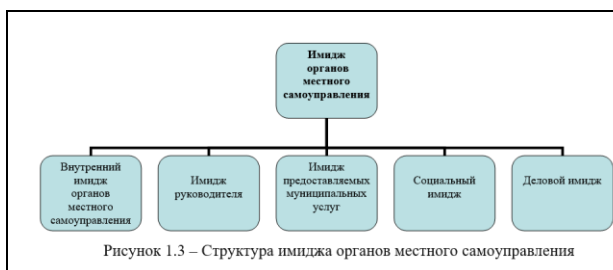 Имидж
органов
местного
самоуправления
Внутренний
имидж
органов
местного
самоуправления
Имидж
руководителя
Имидж
предоставляемых
муниципальных
услуг
Социальный
имидж
Деловой имидж
Рисунок 1.3 – Структура имиджа органов местного самоуправления